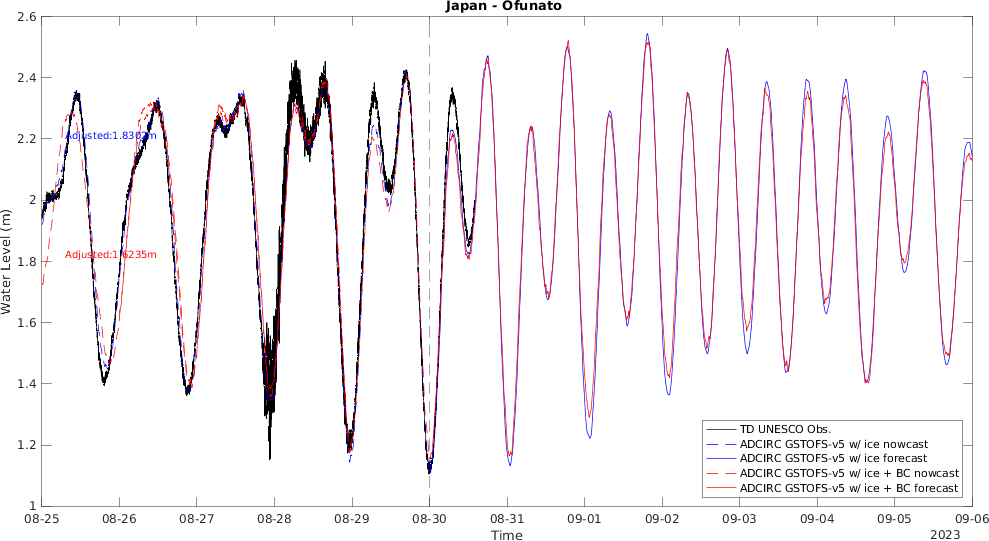 Japan - Ofunato
2.6
2.4
2.2
2
1.8
1.6
1.4
1.2
1
Water Level (m)
Adjusted:1.8302m
Adjusted:1.6235m
TD UNESCO Obs.
ADCIRC GSTOFS-v5 w/ ice nowcast
ADCIRC GSTOFS-v5 w/ ice forecast
ADCIRC GSTOFS-v5 w/ ice + BC nowcast
ADCIRC GSTOFS-v5 w/ ice + BC forecast
08-25 08-26 08-27 08-28 08-29 08-30 08-31 09-01 09-02 09-03 09-04 09-05 09-06
Time
2023